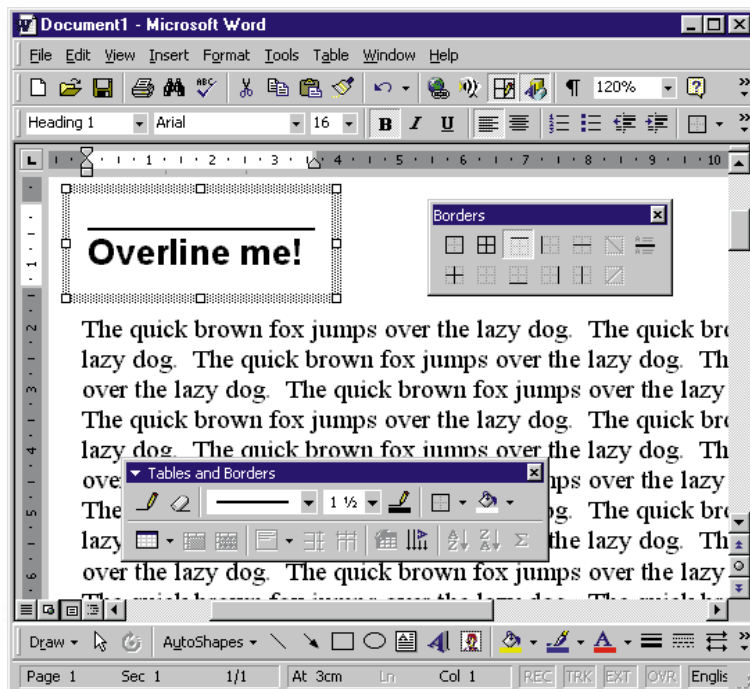 Document1 - Microsoft Word
File Edit View Insert Format Tools Table Window Help
ABC ¶ 120%
Heading 1 Arial 16 B I U
L 1 2 3 4 5 6 7 8 9 10
Overline me!
Borders
The quick brown fox jumps over the lazy dog. The quick bro
lazy dog. The quick brown fox jumps over the lazy dog. Th
over the lazy dog. The quick brown fox jumps over the lazy
The quick brown fox jumps over the lazy dog. The quick bro
lazy dog. The quick brown fox jumps over the lazy dog. Th
Tables and Borders
1 ½
over the lazy dog. The quick brown fox jumps over the lazy
Draw AutoShapes A
Page 1 Sec 1 1/1 At 3cm Ln Col 1 REC TRK EXT OVR Englis